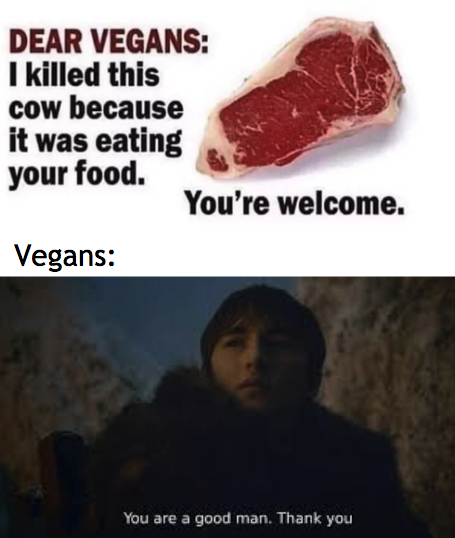 DEAR VEGANS:
I killed this
cow because
it was eating
your food.
You're welcome.
Vegans:
You are a good man. Thank you